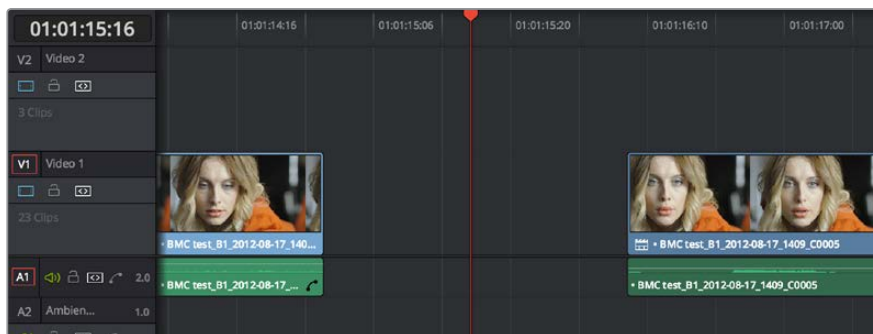 01:01:15:16
01:01:14:16 01:01:15:06 01:01:15:20 01:01:16:10 01:01:17:00
V2 Video 2
3 Clips
V1 Video 1
23 Clips
• BMC test_B1_2012-08-17_140... • BMC test_B1_2012-08-17_1409_C0005
A1 2.0 • BMC test_B1_2012-08-17_... • BMC test_B1_2012-08-17_1409_C0005
A2 Ambien... 1.0